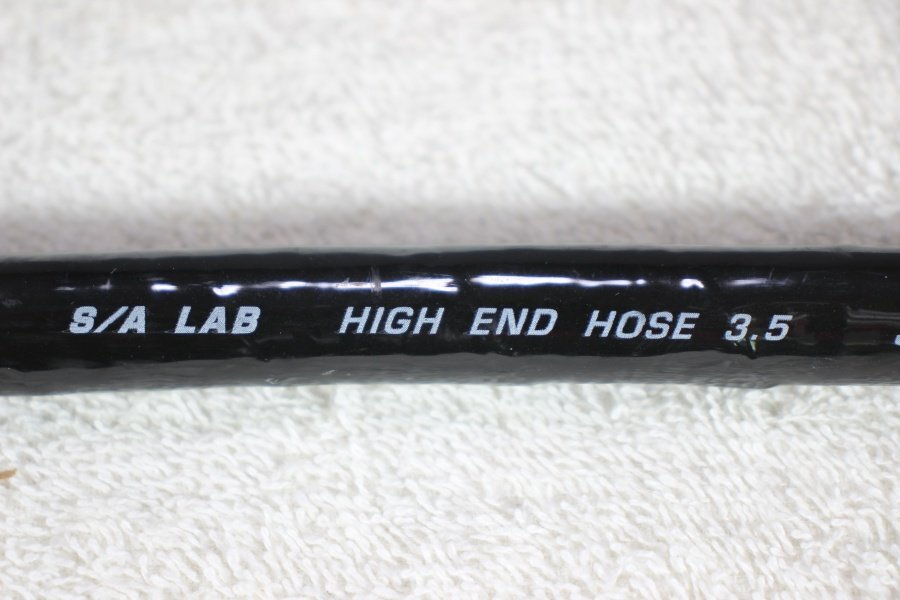 S/A LAB HIGH END HOSE 3.5